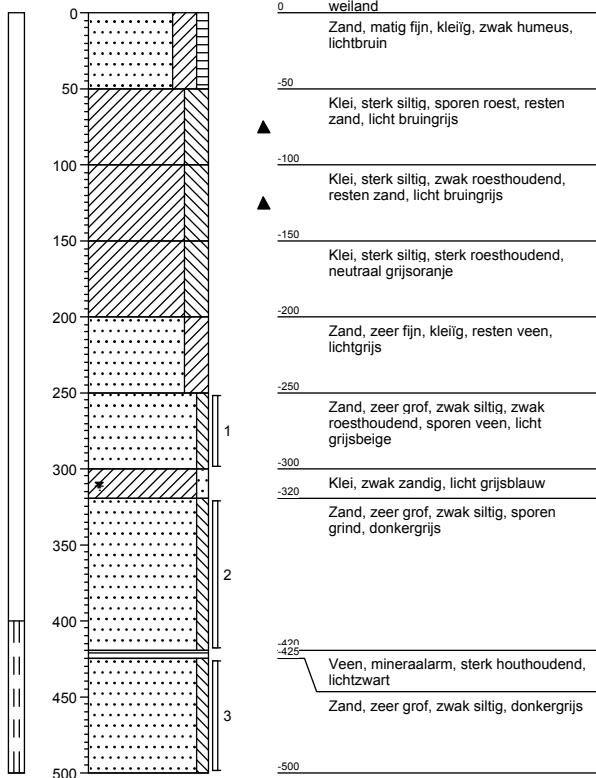 0
50
100
150
200
250
300
350
400
450
500
1
2
3
0
weiland
Zand, matig fijn, kleiïg, zwak humeus,
lichtbruin
-50
Klei, sterk siltig, sporen roest, resten
zand, licht bruingrijs
-100
Klei, sterk siltig, zwak roesthoudend,
resten zand, licht bruingrijs
-150
Klei, sterk siltig, sterk roesthoudend,
neutraal grijsoranje
-200
Zand, zeer fijn, kleiïg, resten veen,
lichtgrijs
-250
Zand, zeer grof, zwak siltig, zwak
roesthoudend, sporen veen, licht
grijsbeige
-300
Klei, zwak zandig, licht grijsblauw
-320
Zand, zeer grof, zwak siltig, sporen
grind, donkergrijs
-420
-425
Veen, mineraalarm, sterk houthoudend,
lichtzwart
Zand, zeer grof, zwak siltig, donkergrijs
-500